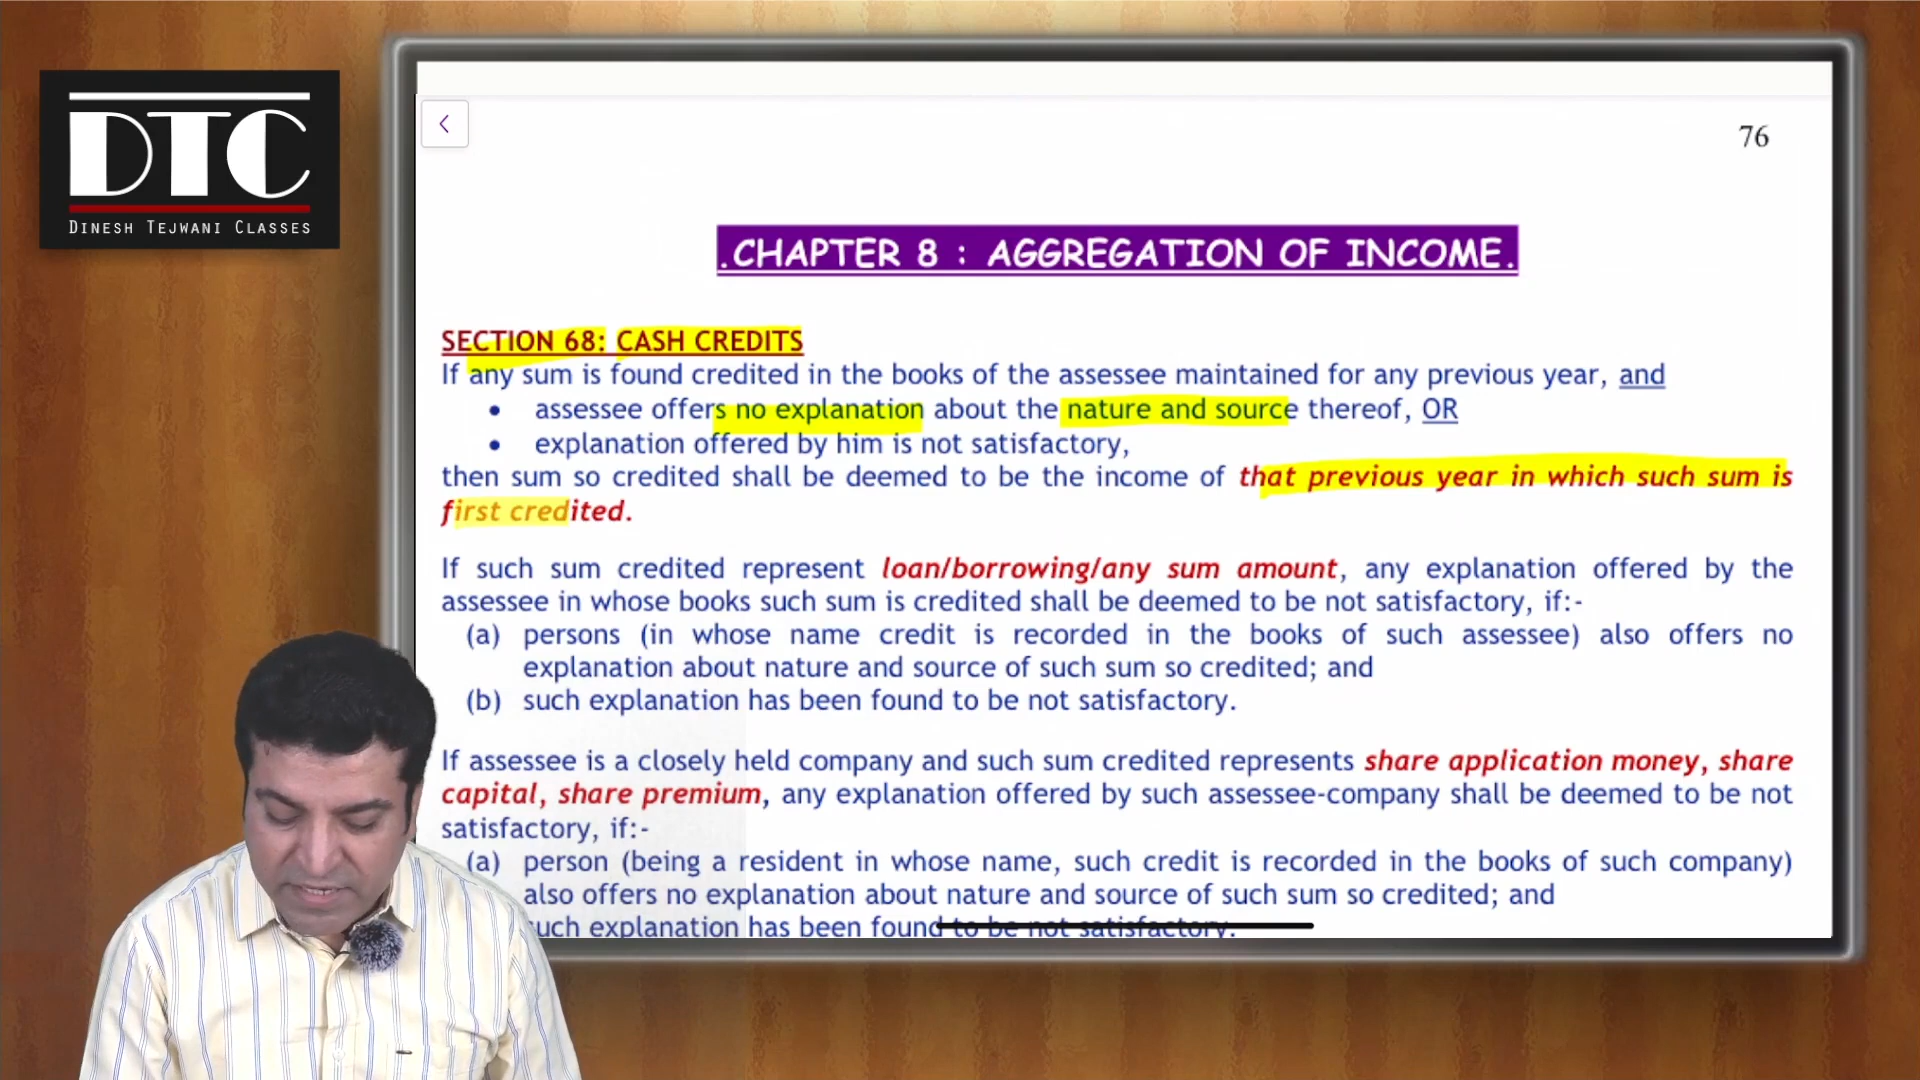 DTC
DINESH TEJWANI CLASSES
76
.CHAPTER 8 : AGGREGATION OF INCOME.
SECTION 68: CASH CREDITS
If any sum is found credited in the books of the assessee maintained for any previous year, and
• assessee offers no explanation about the nature and source thereof, OR
• explanation offered by him is not satisfactory,
then sum so credited shall be deemed to be the income of that previous year in which such sum is
first credited.
If such sum credited represent loan/borrowing/any sum amount, any explanation offered by the
assessee in whose books such sum is credited shall be deemed to be not satisfactory, if:-
(a) persons (in whose name credit is recorded in the books of such assessee) also offers no
explanation about nature and source of such sum so credited; and
(b) such explanation has been found to be not satisfactory.
If assessee is a closely held company and such sum credited represents share application money, share
capital, share premium, any explanation offered by such assessee-company shall be deemed to be not
satisfactory, if:-
(a) person (being a resident in whose name, such credit is recorded in the books of such company)
also offers no explanation about nature and source of such sum so credited; and
such explanation has been found to be not satisfactory.